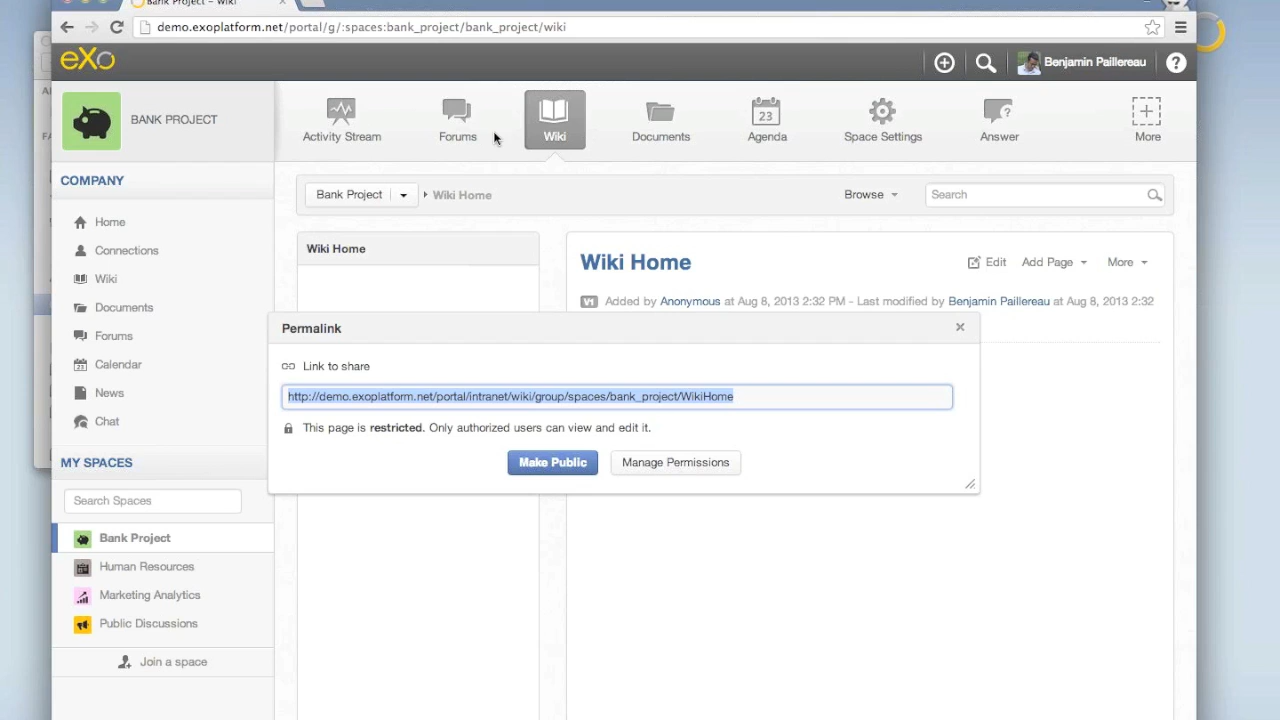 Bank Project – Wiki
demo.exoplatform.net/portal/g/:spaces:bank_project/bank_project/wiki
eXo
Benjamin Paillereau
?
BANK PROJECT
Activity Stream
Forums
Wiki
Documents
23
Agenda
Space Settings
Answer
More
COMPANY
Home
Connections
Wiki
Documents
Forums
Calendar
News
Chat
MY SPACES
Search Spaces
Bank Project
Human Resources
Marketing Analytics
Public Discussions
Join a space
Bank Project
Wiki Home
Browse
Search
Wiki Home
Wiki Home
Edit
Add Page
More
V1 Added by Anonymous at Aug 8, 2013 2:32 PM - Last modified by Benjamin Paillereau at Aug 8, 2013 2:32
Permalink
Link to share
http://demo.exoplatform.net/portal/intranet/wiki/group/spaces/bank_project/WikiHome
This page is restricted. Only authorized users can view and edit it.
Make Public
Manage Permissions